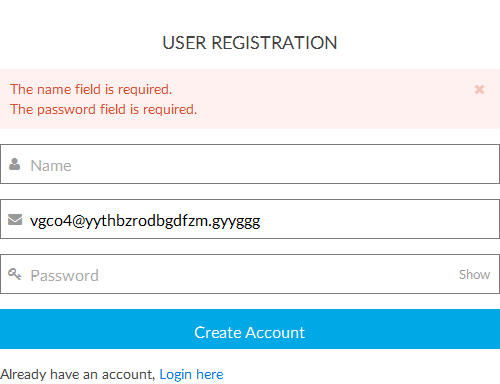 USER REGISTRATION
The name field is required.
The password field is required.
Name
vgco4@yythbzrodbgdfzm.gyyggg
Password Show
Create Account
Already have an account, Login here